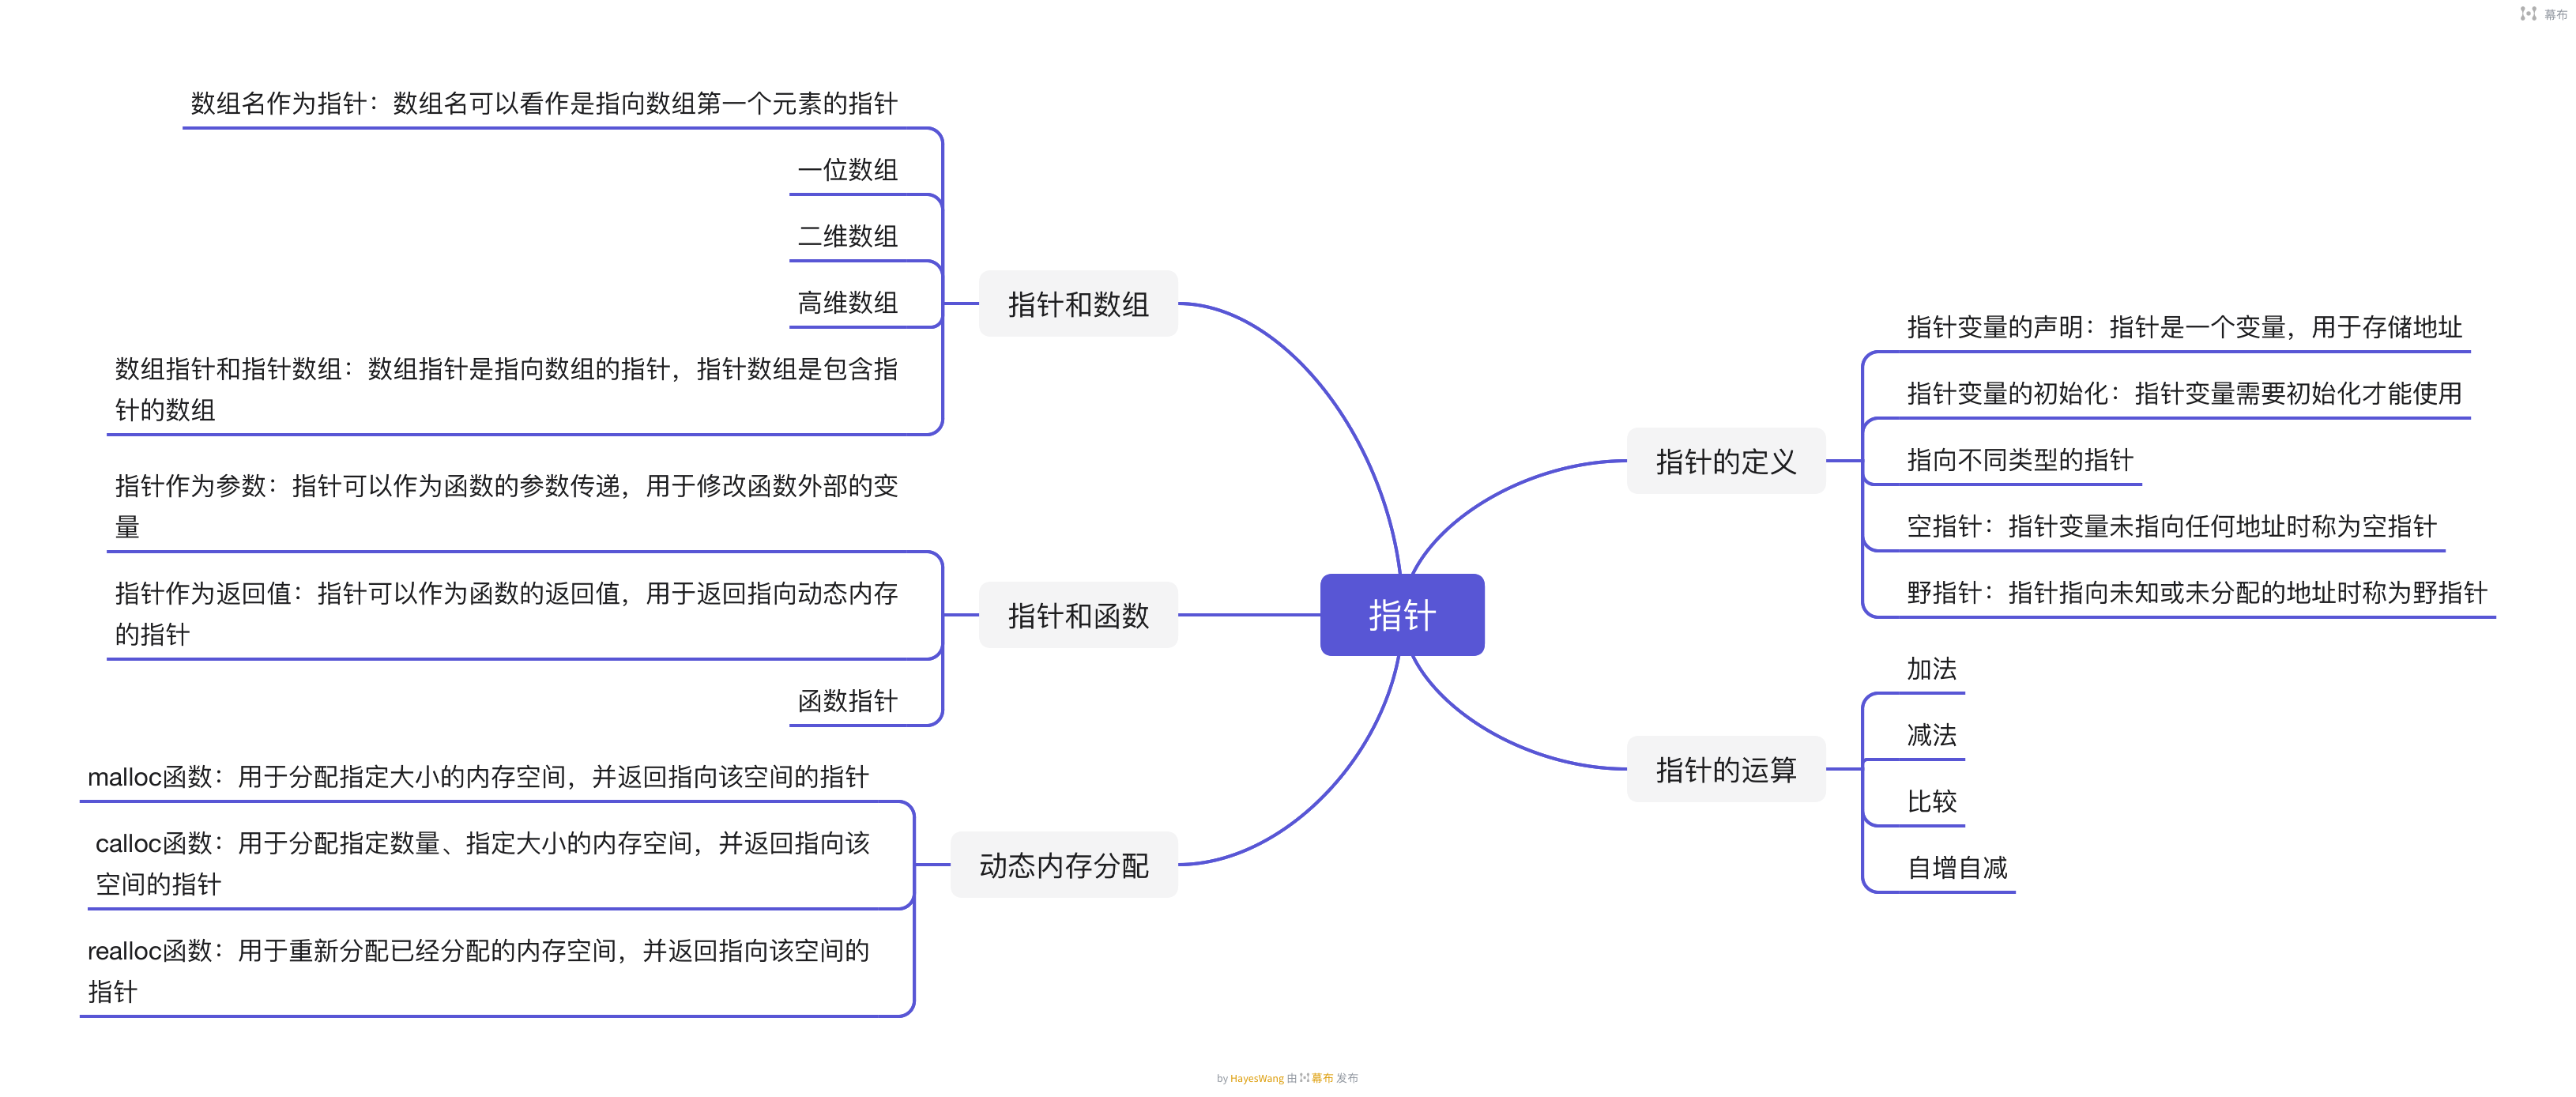 幕布
数组名作为指针：数组名可以看作是指向数组第一个元素的指针
一位数组
二维数组
高维数组
数组指针和指针数组：数组指针是指向数组的指针，指针数组是包含指
针的数组
指针和数组
指针作为参数：指针可以作为函数的参数传递，用于修改函数外部的变
量
指针作为返回值：指针可以作为函数的返回值，用于返回指向动态内存
的指针
函数指针
指针和函数
malloc函数：用于分配指定大小的内存空间，并返回指向该空间的指针
calloc函数：用于分配指定数量、指定大小的内存空间，并返回指向该
空间的指针
realloc函数：用于重新分配已经分配的内存空间，并返回指向该空间的
指针
动态内存分配
指针
指针的定义
指针变量的声明：指针是一个变量，用于存储地址
指针变量的初始化：指针变量需要初始化才能使用
指向不同类型的指针
空指针：指针变量未指向任何地址时称为空指针
野指针：指针指向未知或未分配的地址时称为野指针
指针的运算
加法
减法
比较
自增自减
by HayesWang 由 幕布 发布